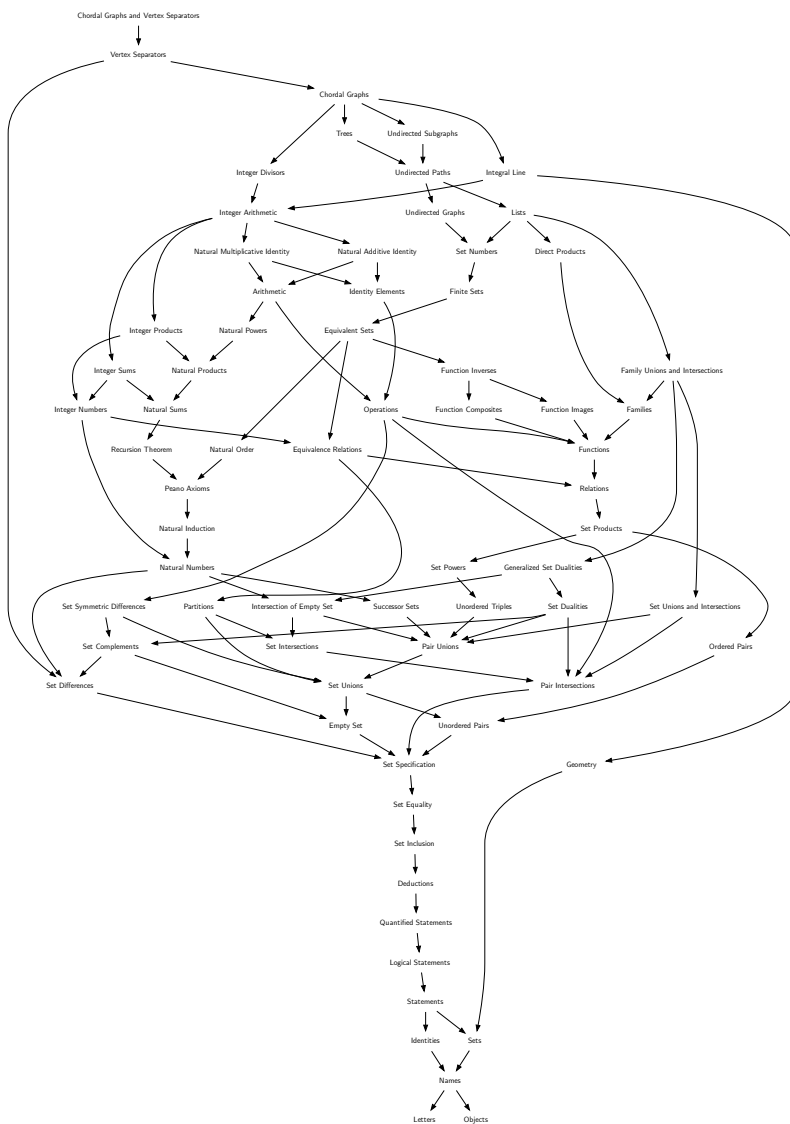 Chordal Graphs and Vertex Separators
Vertex Separators
Chordal Graphs
Trees
Undirected Subgraphs
Integer Divisors
Undirected Paths
Integral Line
Integer Arithmetic
Undirected Graphs
Lists
Natural Multiplicative Identity
Natural Additive Identity
Set Numbers
Direct Products
Arithmetic
Identity Elements
Finite Sets
Integer Products
Natural Powers
Equivalent Sets
Integer Sums
Natural Products
Function Inverses
Family Unions and Intersections
Integer Numbers
Natural Sums
Operations
Function Composites
Function Images
Families
Recursion Theorem
Natural Order
Equivalence Relations
Functions
Peano Axioms
Relations
Natural Induction
Set Products
Natural Numbers
Set Powers
Generalized Set Dualities
Set Symmetric Differences
Partitions
Intersection of Empty Set
Successor Sets
Unordered Triples
Set Dualities
Set Unions and Intersections
Set Complements
Set Intersections
Pair Unions
Ordered Pairs
Set Differences
Set Unions
Pair Intersections
Empty Set
Unordered Pairs
Set Specification
Geometry
Set Equality
Set Inclusion
Deductions
Quantified Statements
Logical Statements
Statements
Identities
Sets
Names
Letters
Objects